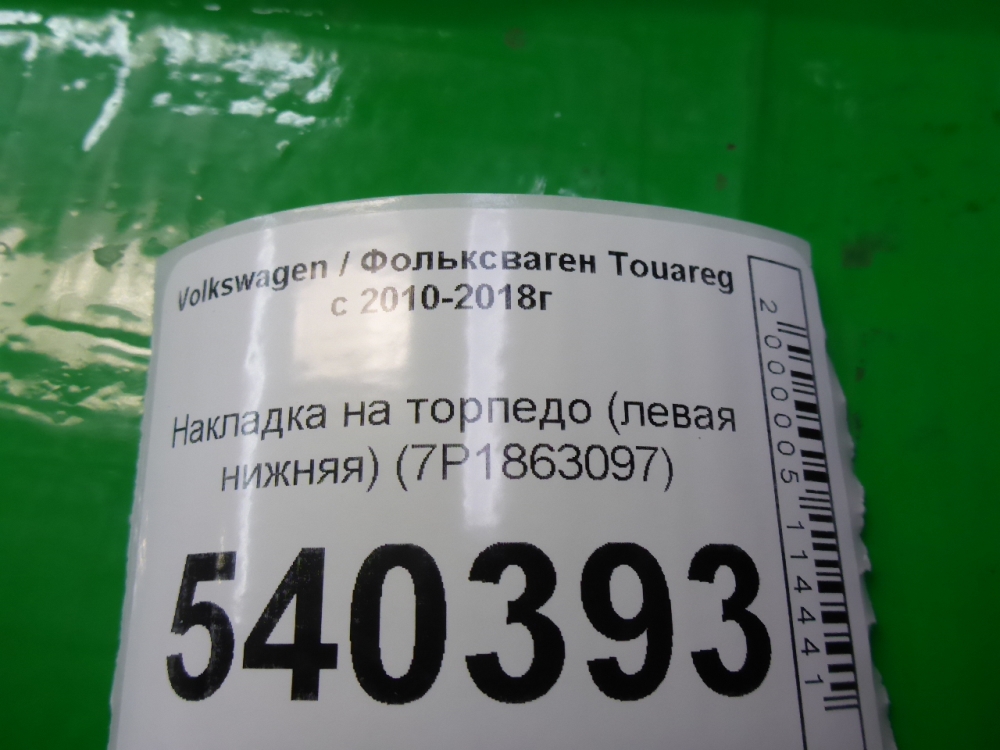 Volkswagen / Фольксваген Touareg
с 2010-2018г
Накладка на торпедо (левая
нижняя) (7P1863097)
540393
2000005114441